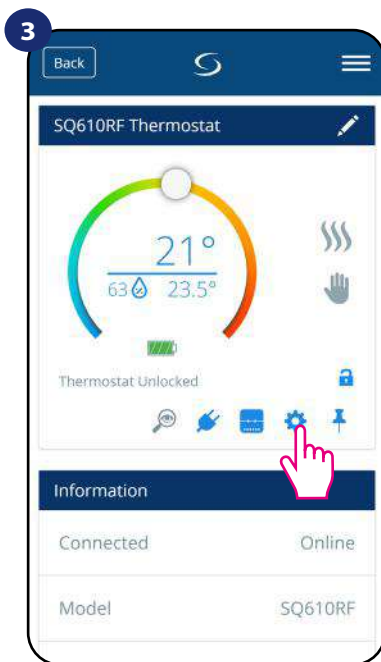 3
Back
SQ610RF Thermostat
21°
63 23.5°
Thermostat Unlocked
Information
Connected Online
Model SQ610RF